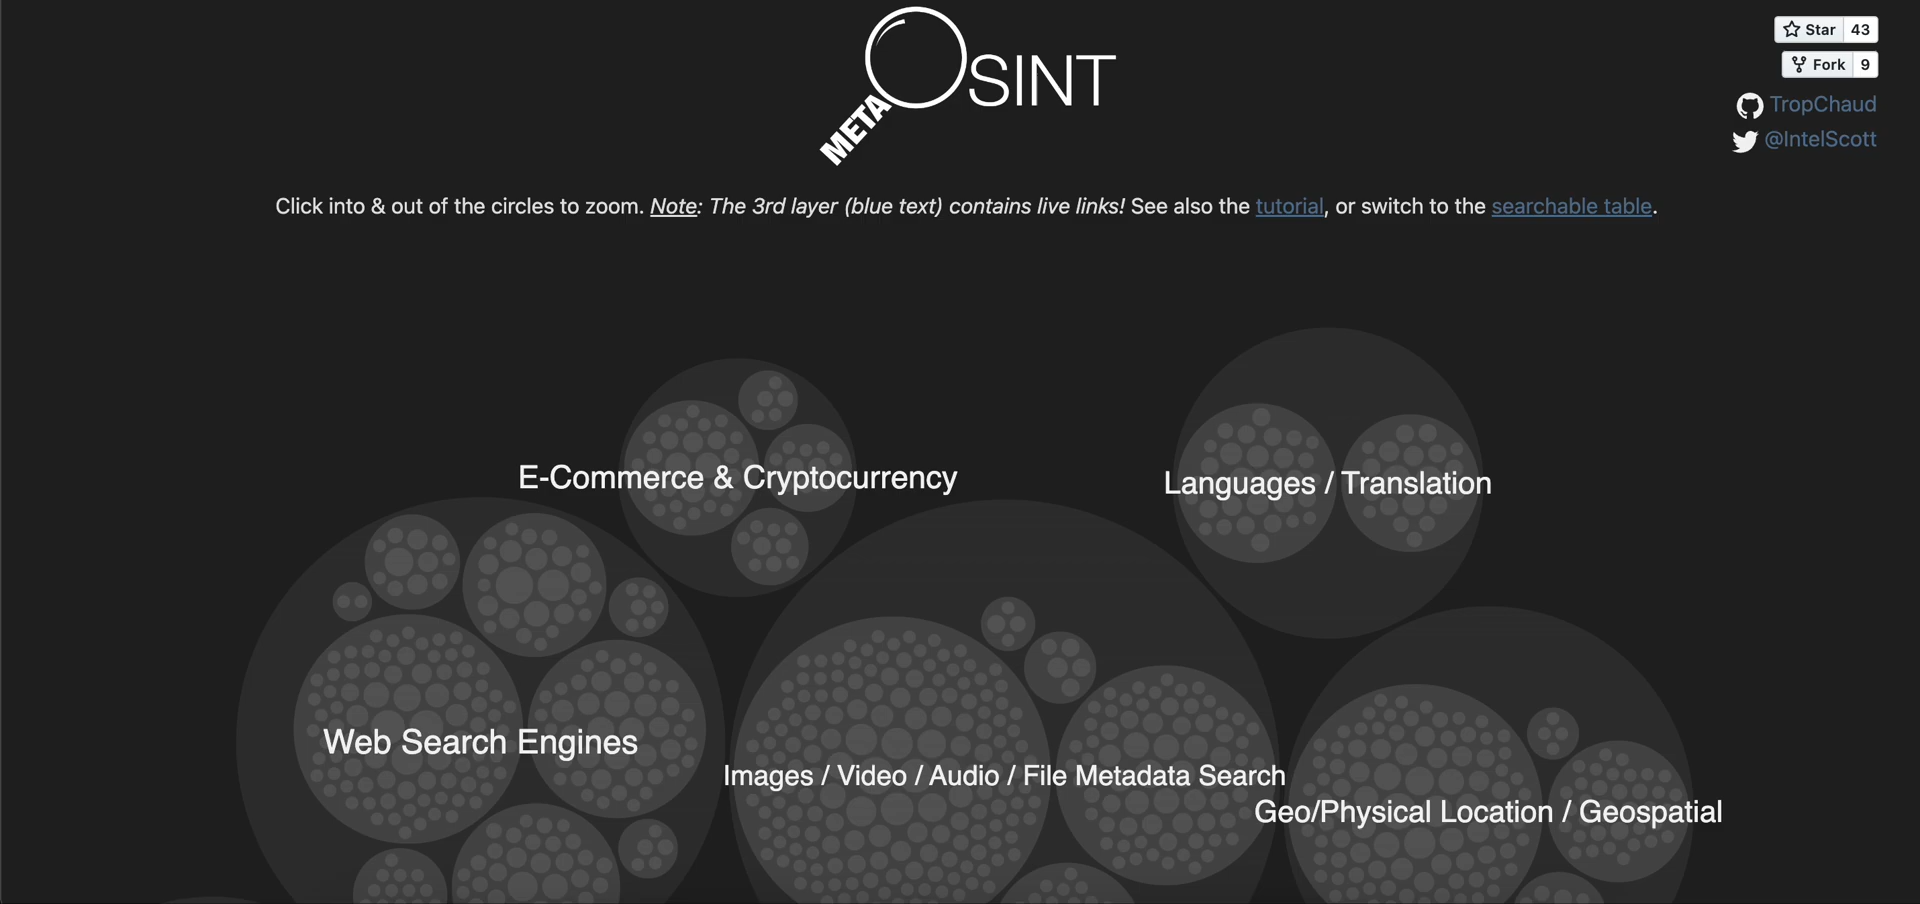 META
OSINT
Star 43
Fork 9
TropChaud
@IntelScott
Click into & out of the circles to zoom. Note: The 3rd layer (blue text) contains live links! See also the tutorial, or switch to the searchable table.
E-Commerce & Cryptocurrency
Languages / Translation
Web Search Engines
Images / Video / Audio / File Metadata Search
Geo/Physical Location / Geospatial